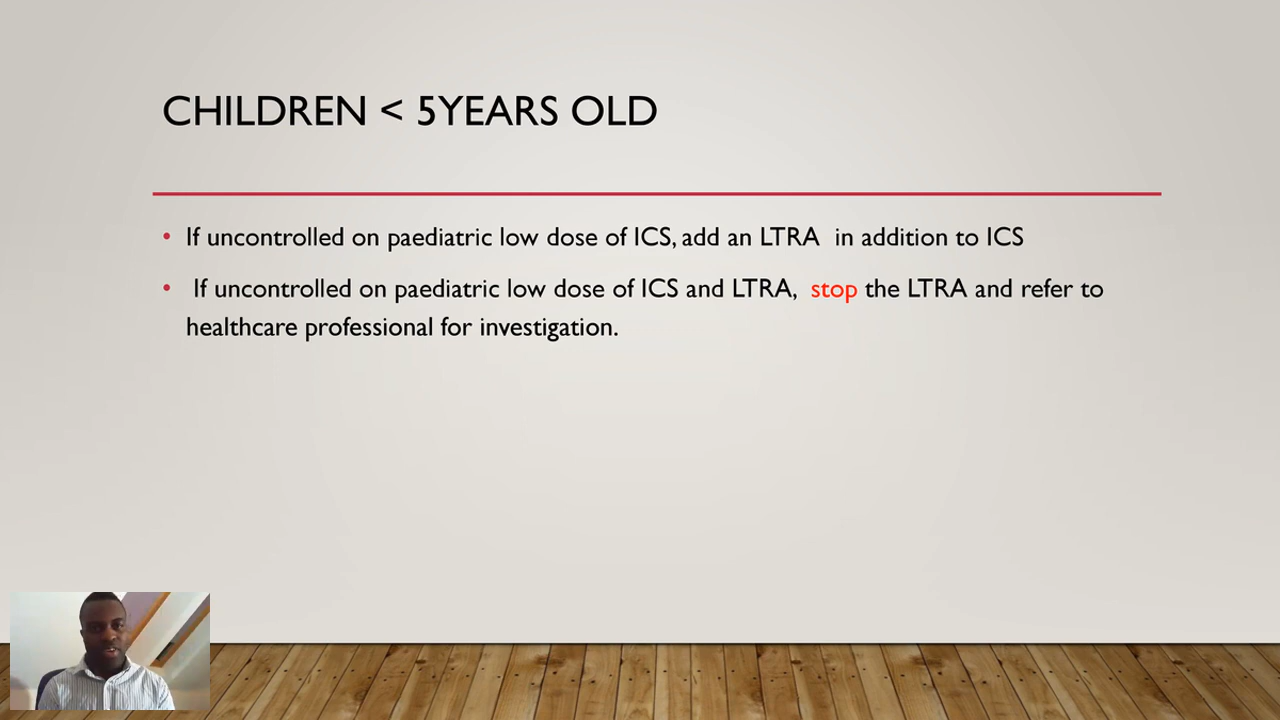 CHILDREN < 5YEARS OLD
• If uncontrolled on paediatric low dose of ICS, add an LTRA in addition to ICS
• If uncontrolled on paediatric low dose of ICS and LTRA, stop the LTRA and refer to
healthcare professional for investigation.